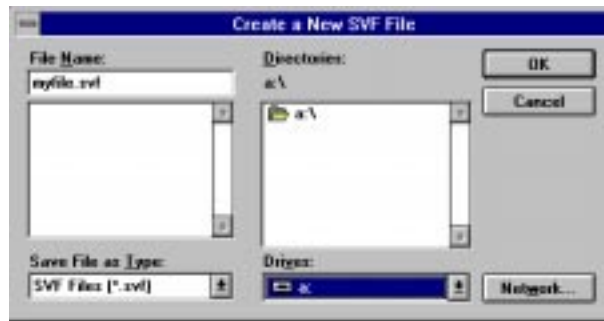 Create a New SVF File
File Name:
myfile.svf
Directories:
a:\
a:\
OK
Cancel
Save File as Type:
SVF Files (*.svf)
Drives:
a:
Network...